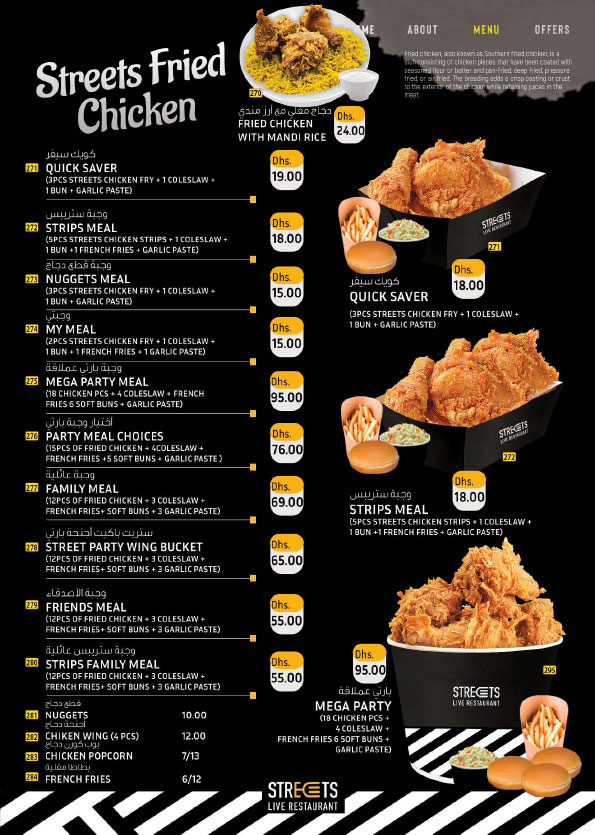 Streets Fried
Chicken
ME
ABOUT
MENU
OFFERS
Fried chicken, also known as Southern fried chicken, is a
dish consisting of chicken pieces that have been coated with
seasoned flour or batter and pan-fried, deep fried, pressure
fried, or air fried. The breading adds a crisp coating or crust
to the exterior of the chicken while retaining juices in the
meat.
270
دجاج مقلي مع أرز مندي
FRIED CHICKEN
WITH MANDI RICE
Dhs.
24.00
كويك سيفر
271 QUICK SAVER
(3PCS STREETS CHICKEN FRY + 1 COLESLAW +
1 BUN + GARLIC PASTE)
Dhs.
19.00
وجبة ستريبس
272 STRIPS MEAL
(5PCS STREETS CHICKEN STRIPS + 1 COLESLAW +
1 BUN +1 FRENCH FRIES + GARLIC PASTE)
Dhs.
18.00
وجبة قطع دجاج
273 NUGGETS MEAL
(3PCS STREETS CHICKEN FRY + 1 COLESLAW +
1 BUN + GARLIC PASTE)
Dhs.
15.00
وجبتي
274 MY MEAL
(2PCS STREETS CHICKEN FRY + 1 COLESLAW +
1 BUN + 1 FRENCH FRIES + 1 GARLIC PASTE)
Dhs.
15.00
وجبة بارتي عملاقة
275 MEGA PARTY MEAL
(18 CHICKEN PCS + 4 COLESLAW + FRENCH
FRIES 6 SOFT BUNS + GARLIC PASTE)
Dhs.
95.00
أختيار وجبة بارتي
276 PARTY MEAL CHOICES
(15PCS OF FRIED CHICKEN + 4COLESLAW +
FRENCH FRIES +5 SOFT BUNS + GARLIC PASTE )
Dhs.
76.00
وجبة عائلية
277 FAMILY MEAL
(12PCS OF FRIED CHICKEN + 3 COLESLAW +
FRENCH FRIES+ SOFT BUNS + 3 GARLIC PASTE)
Dhs.
69.00
ستريت باكيت أجنحة بارتي
278 STREET PARTY WING BUCKET
(12PCS OF FRIED CHICKEN + 3 COLESLAW +
FRENCH FRIES+ SOFT BUNS + 3 GARLIC PASTE)
Dhs.
65.00
وجبة الأصدقاء
279 FRIENDS MEAL
(12PCS OF FRIED CHICKEN + 3 COLESLAW +
FRENCH FRIES+ SOFT BUNS + 3 GARLIC PASTE)
Dhs.
55.00
وجبة ستريبس عائلية
280 STRIPS FAMILY MEAL
(12PCS OF FRIED CHICKEN + 3 COLESLAW +
FRENCH FRIES+ SOFT BUNS + 3 GARLIC PASTE)
Dhs.
55.00
قطع دجاج
281 NUGGETS 10.00
أجنحة دجاج
282 CHIKEN WING (4 PCS) 12.00
بوب كورن دجاج
283 CHICKEN POPCORN 7/13
بطاطا مقلية
284 FRENCH FRIES 6/12
STREETS
LIVE RESTAURANT
271
كويك سيفر
QUICK SAVER
Dhs.
18.00
(3PCS STREETS CHICKEN FRY + 1 COLESLAW +
1 BUN + GARLIC PASTE)
STREETS
LIVE RESTAURANT
272
وجبة ستريبس
STRIPS MEAL
Dhs.
18.00
(5PCS STREETS CHICKEN STRIPS + 1 COLESLAW +
1 BUN +1 FRENCH FRIES + GARLIC PASTE)
295
STREETS
LIVE RESTAURANT
Dhs.
95.00
بارتي عملاقة
MEGA PARTY
(18 CHICKEN PCS +
4 COLESLAW +
FRENCH FRIES 6 SOFT BUNS +
GARLIC PASTE)
STREETS
LIVE RESTAURANT